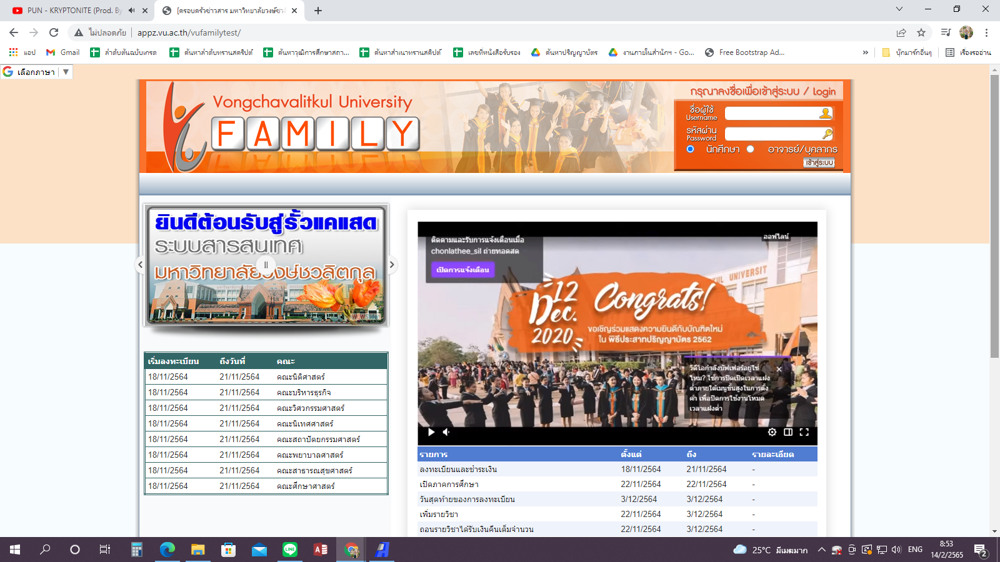 PUN - KRYPTONITE (Prod. By
[ครอบครัวข่าวสาร มหาวิทยาลัยวงษ์ชวลิ
ไม่ปลอดภัย
appz.vu.ac.th/vufamilytest/
แอป
Gmail
ลำดับต้นฉบับเกรด
ค้นหาลำดับทรานสคริปต์
ค้นหาวุฒิการศึกษาสถา...
ค้นหาสำเนาทรานสคิปต์
เลขที่หนังสือรับรอง
ค้นหาปริญญาบัตร
งานภายในสำนักฯ - Go...
Free Bootstrap Ad...
»
บุ๊กมาร์กอื่นๆ
เรื่องรออ่าน
เลือกภาษา ▼
Vongchavalitkul University
FAMILY
กรุณาลงชื่อเพื่อเข้าสู่ระบบ / Login
ชื่อผู้ใช้
Username
รหัสผ่าน
Password
นักศึกษา อาจารย์/บุคลากร
เข้าสู่ระบบ
ยินดีต้อนรับสู่รั้วแคแสด
ระบบสารสนเทศ
มหาวิทยาลัยวงษ์ชวลิตกุล
ออฟไลน์
ติดตามและรับการแจ้งเตือนเมื่อ
chonlathee_sil ถ่ายทอดสด
เปิดการแจ้งเตือน
KUL UNIVERSIT
12
Dec.
2020
Congrats!
ขอเชิญร่วมแสดงความยินดีกับบัณฑิตใหม่
ใน พิธีประสาทปริญญาบัตร 2562
วิดีโอกำลังบัฟเฟอร์อยู่ใช่
ไหม? ใช้การปิดเปิดเวลาแฝง
ต่ำภายใต้เมนูขั้นสูงในการตั้ง
ค่า เพื่อปิดการใช้งานโหมด
เวลาแฝงต่ำ
เริ่มลงทะเบียน ถึงวันที่ คณะ
18/11/2564 21/11/2564 คณะนิติศาสตร์
18/11/2564 21/11/2564 คณะบริหารธุรกิจ
18/11/2564 21/11/2564 คณะวิศวกรรมศาสตร์
18/11/2564 21/11/2564 คณะนิเทศศาสตร์
18/11/2564 21/11/2564 คณะสถาปัตยกรรมศาสตร์
18/11/2564 21/11/2564 คณะพยาบาลศาสตร์
18/11/2564 21/11/2564 คณะสาธารณสุขศาสตร์
18/11/2564 21/11/2564 คณะศึกษาศาสตร์
รายการ ตั้งแต่ ถึง รายละเอียด
ลงทะเบียนและชำระเงิน 18/11/2564 21/11/2564 -
เปิดภาคการศึกษา 22/11/2564 22/11/2564 -
วันสุดท้ายของการลงทะเบียน 3/12/2564 3/12/2564 -
เพิ่มรายวิชา 22/11/2564 3/12/2564 -
ถอนรายวิชาได้รับเงินคืนเต็มจำนวน 22/11/2564 3/12/2564 -
LINE
25°C มีเมฆมาก
ENG
8:53
14/2/2565
2